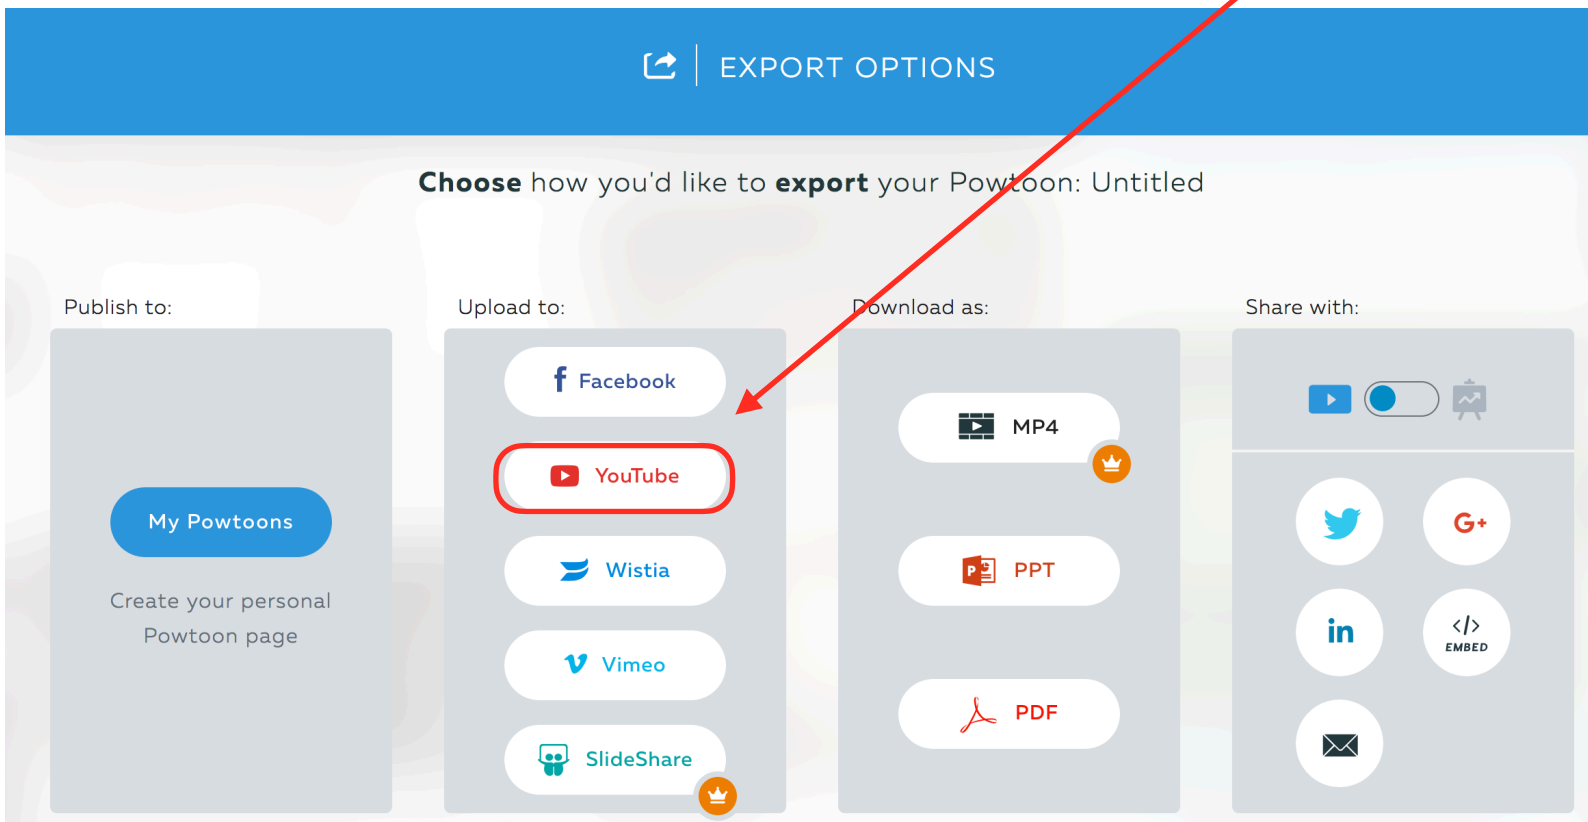 EXPORT OPTIONS
Choose how you'd like to export your Powtoon: Untitled
Publish to:
My Powtoons
Create your personal
Powtoon page
Upload to:
Facebook
YouTube
Wistia
Vimeo
SlideShare
Download as:
MP4
PPT
PDF
Share with:
G+
in
</>
EMBED